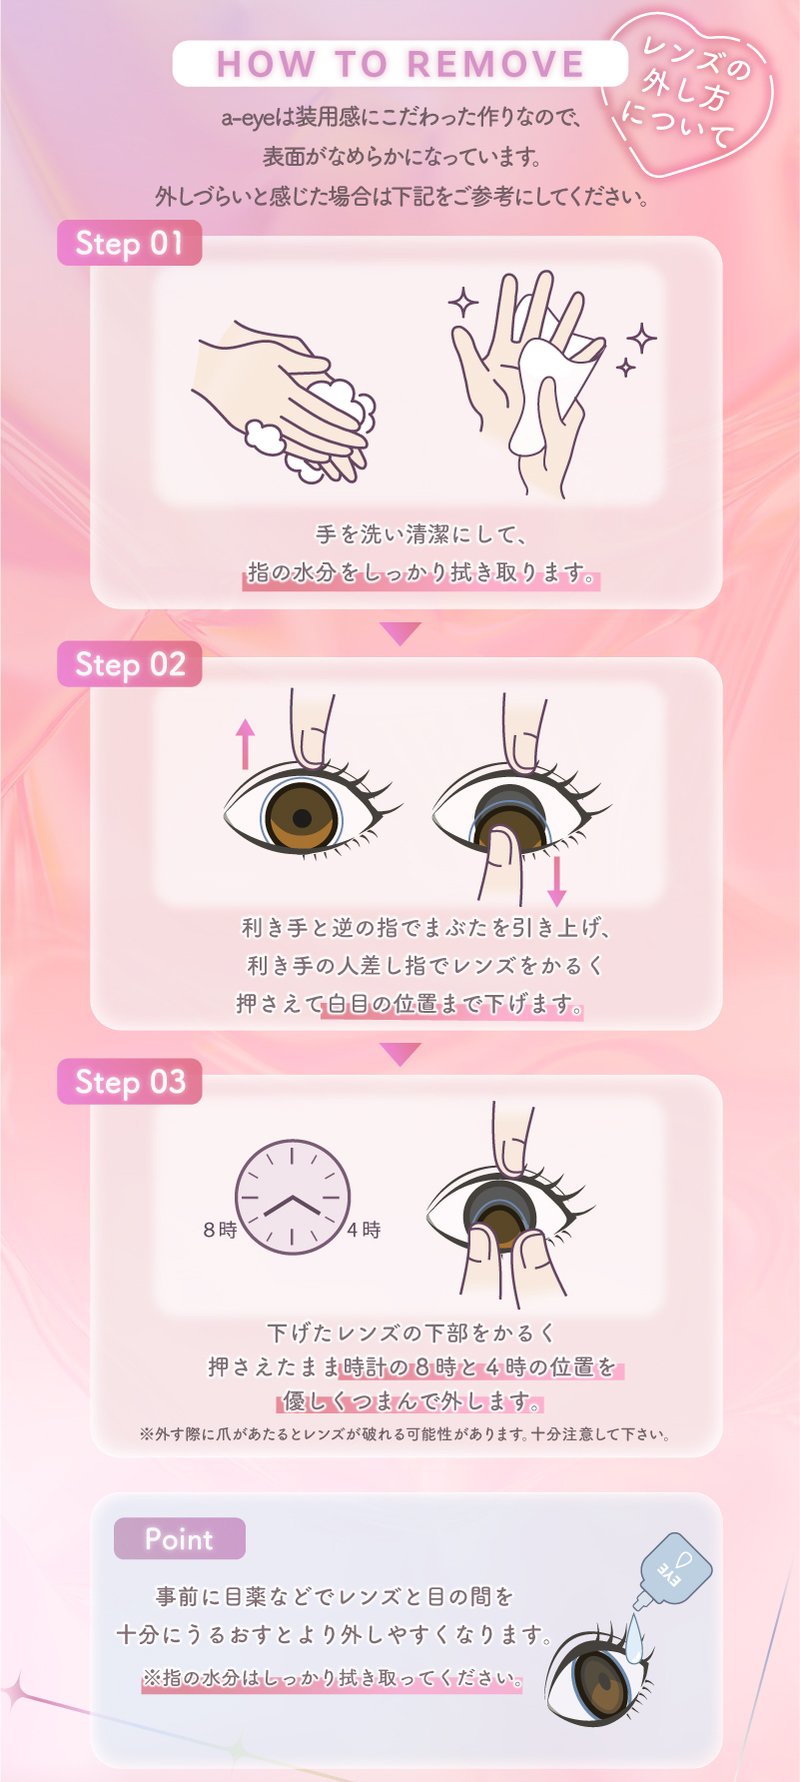 HOW TO REMOVE
レンズの
外し方
について
a-eyeは装用感にこだわった作りなので、
表面がなめらかになっています。
外しづらいと感じた場合は下記をご参考にしてください。
Step 01
手を洗い清潔にして、
指の水分をしっかり拭き取ります。
Step 02
利き手と逆の指でまぶたを引き上げ、
利き手の人差し指でレンズをかるく
押さえて白目の位置まで下げます。
Step 03
8時
4時
下げたレンズの下部をかるく
押さえたまま時計の8時と4時の位置を
優しくつまんで外します。
※外す際に爪があたるとレンズが破れる可能性があります。十分注意して下さい。
Point
EYE
事前に目薬などでレンズと目の間を
十分にうるおすとより外しやすくなります。
※指の水分はしっかり拭き取ってください。